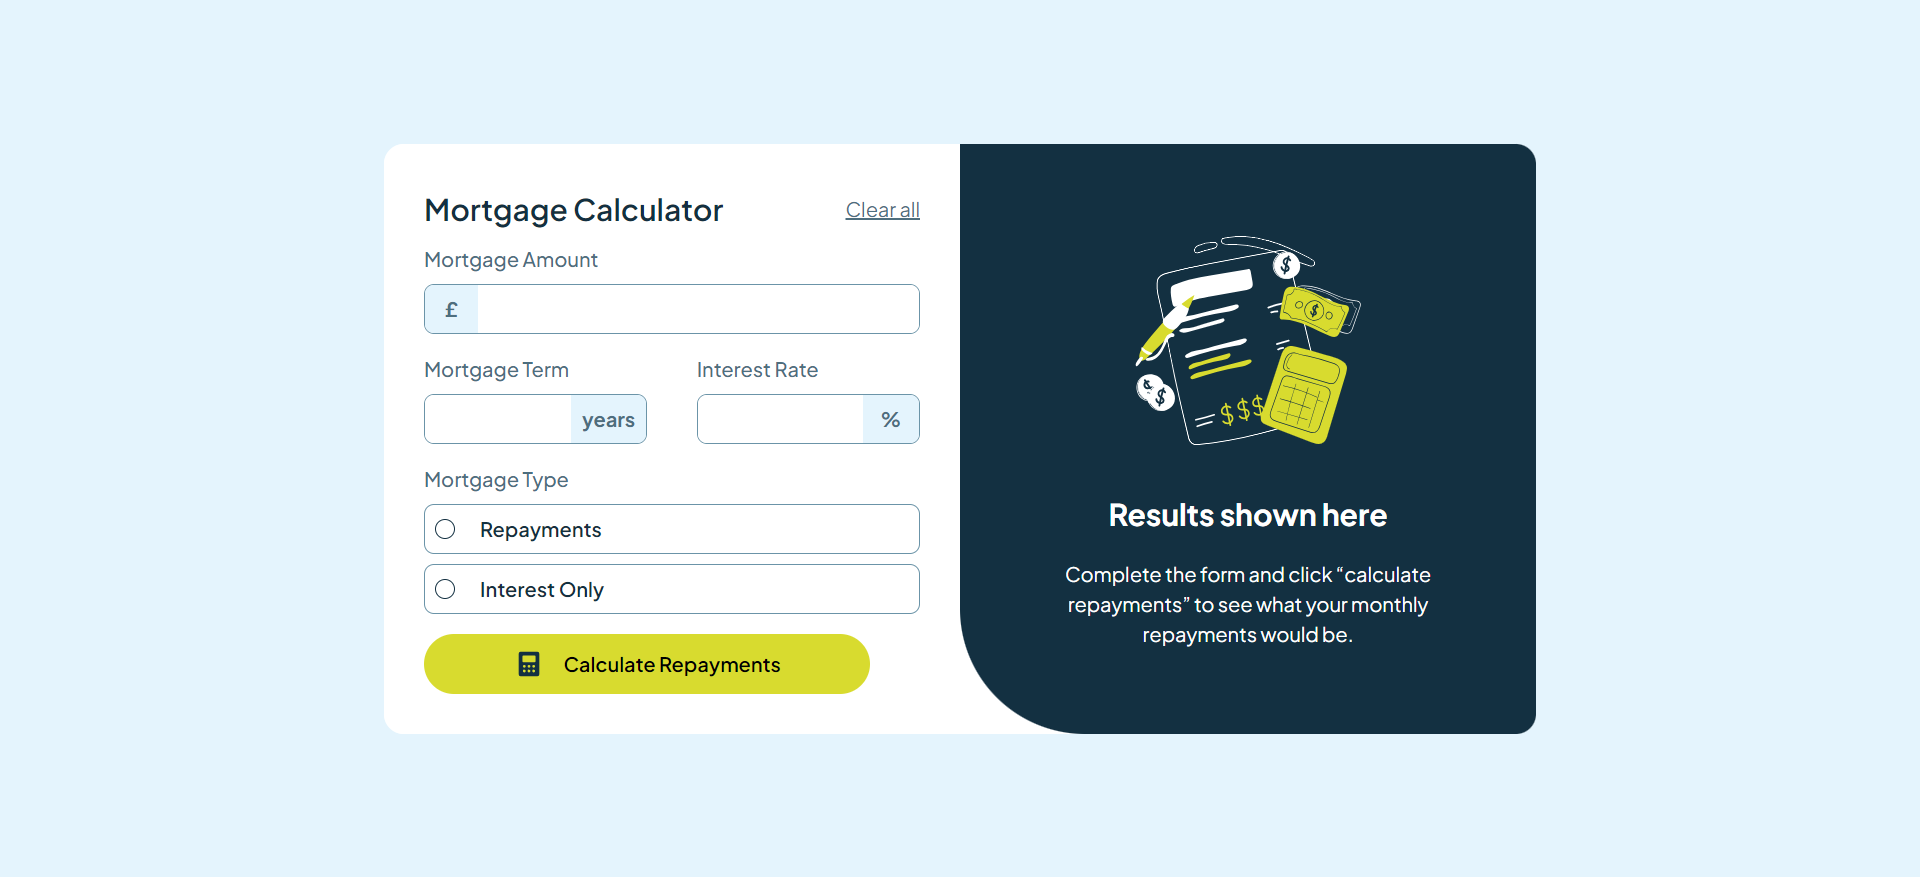 Mortgage Calculator
Clear all
Mortgage Amount
£
Mortgage Term
years
Interest Rate
%
Mortgage Type
Repayments
Interest Only
Calculate Repayments
$
$
$ $
$$$
Results shown here
Complete the form and click “calculate
repayments” to see what your monthly
repayments would be.